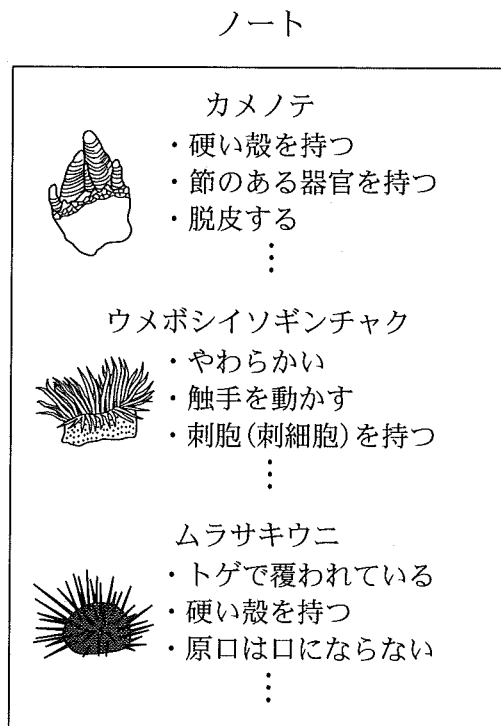 ノート
カメノテ
・硬い殻を持つ
・節のある器官を持つ
・脱皮する
⋮
ウメボシイソギンチャク
・やわらかい
・触手を動かす
・刺胞(刺細胞)を持つ
⋮
ムラサキウニ
・トゲで覆われている
・硬い殻を持つ
・原口は口にならない
⋮